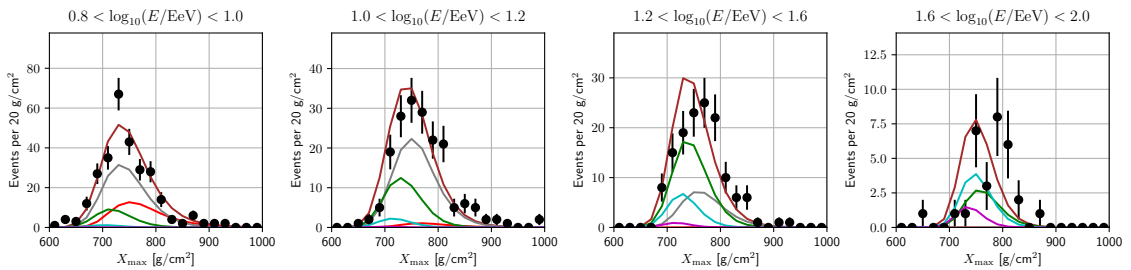 0.8 < log₁₀(E/EeV) < 1.0
Events per 20 g/cm²
80
60
40
20
0
600 700 800 900 1000
X_max [g/cm²]
1.0 < log₁₀(E/EeV) < 1.2
Events per 20 g/cm²
40
30
20
10
0
600 700 800 900 1000
X_max [g/cm²]
1.2 < log₁₀(E/EeV) < 1.6
Events per 20 g/cm²
30
20
10
0
600 700 800 900 1000
X_max [g/cm²]
1.6 < log₁₀(E/EeV) < 2.0
Events per 20 g/cm²
12.5
10.0
7.5
5.0
2.5
0.0
600 700 800 900 1000
X_max [g/cm²]